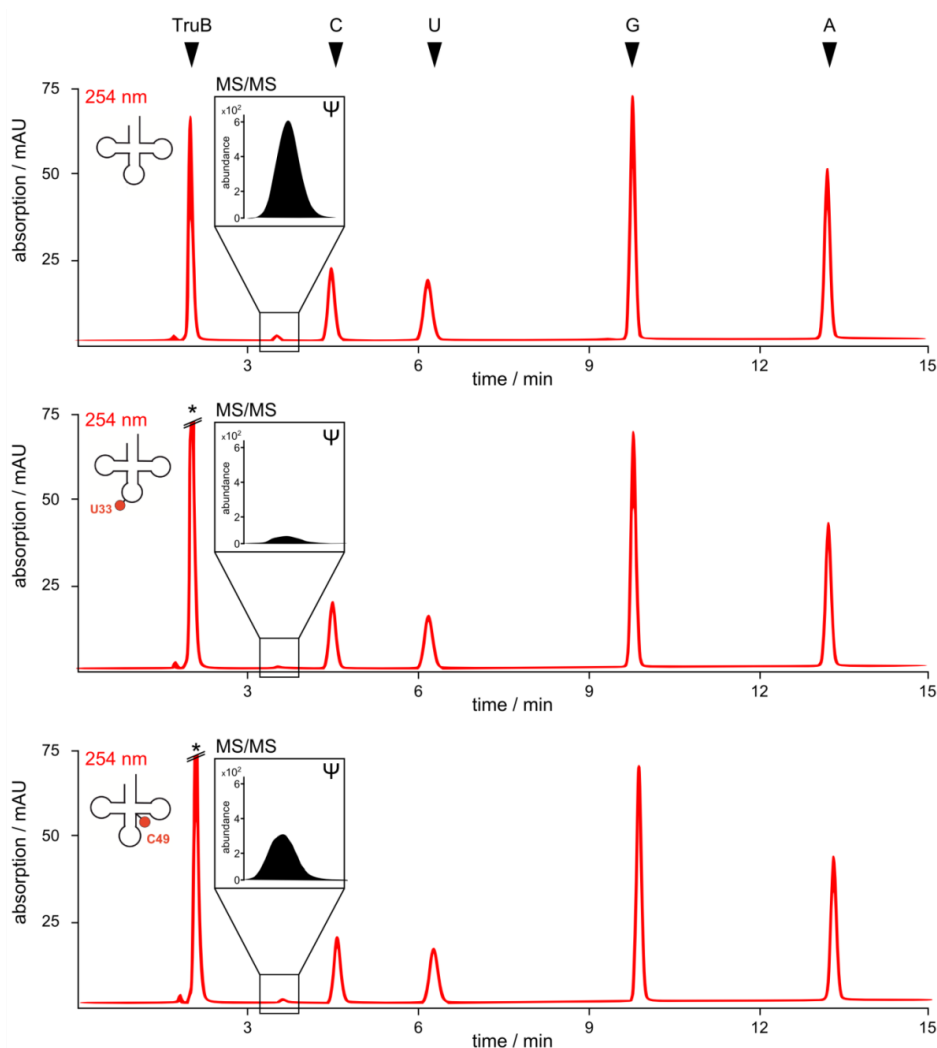 TruB C U G A
254 nm
MS/MS
Ψ
×10²
abundance
6
4
2
0
absorption / mAU
75
50
25
3 6 9 12 15
time / min
254 nm
*
MS/MS
Ψ
×10²
abundance
6
4
2
0
U33
absorption / mAU
75
50
25
3 6 9 12 15
time / min
254 nm
*
MS/MS
Ψ
×10²
abundance
6
4
2
0
C49
absorption / mAU
75
50
25
3 6 9 12 15
time / min